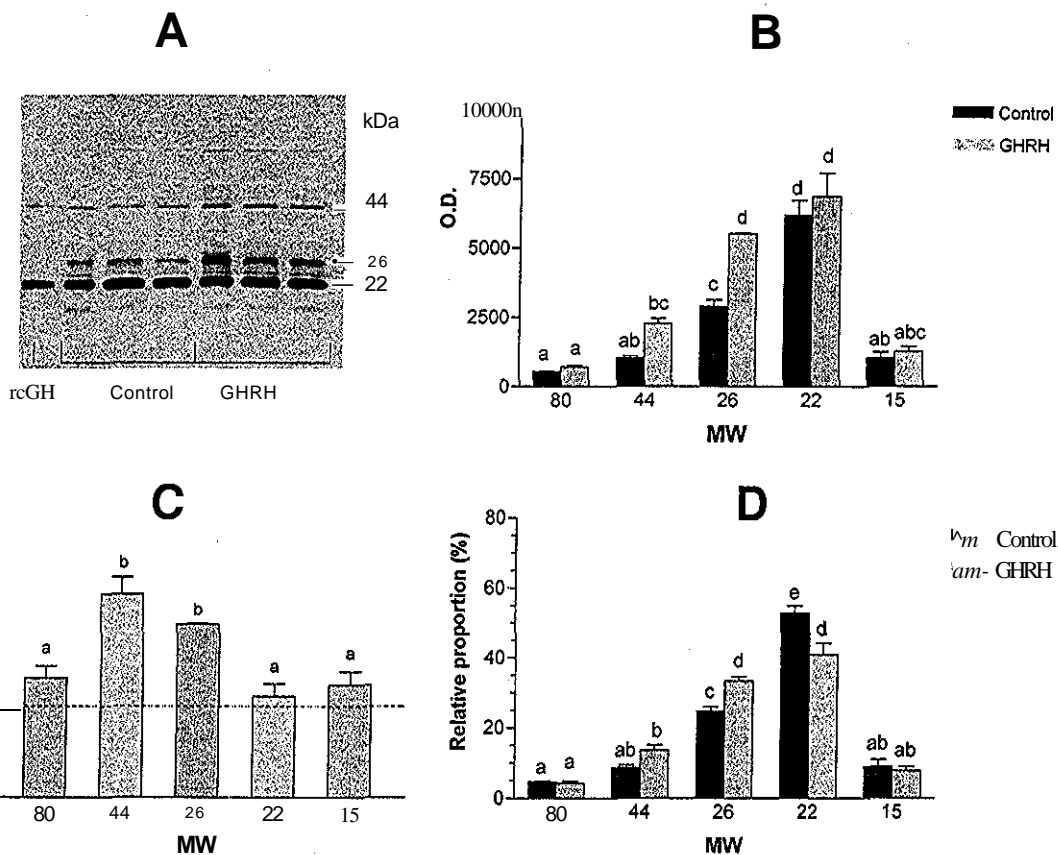 A
kDa
44
26
22
rcGH Control GHRH
B
10000n
7500
5000
2500
0
O.D.
Control
GHRH
a a ab bc c d d d ab abc
80 44 26 22 15
MW
C
a b b a a
80 44 26 22 15
MW
D
80
60
40
20
0
Relative proportion (%)
m Control
am- GHRH
a a ab b c d e d ab ab
80 44 26 22 15
MW